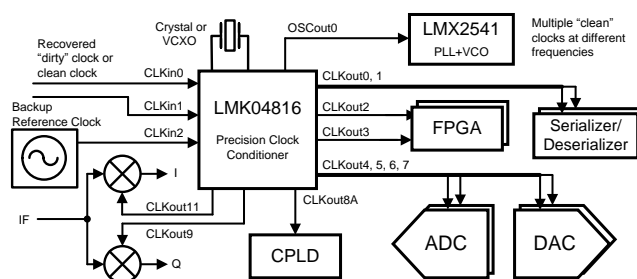 Crystal or
VCXO
OSCout0
LMX2541
PLL+VCO
Multiple "clean"
clocks at different
frequencies
Recovered
"dirty" clock or
clean clock
CLKin0
CLKout0, 1
CLKin1
LMK04816
Precision Clock
Conditioner
CLKout2
CLKout3
FPGA
Serializer/
Deserializer
Backup
Reference Clock
CLKin2
CLKout4, 5, 6, 7
I
CLKout11
CLKout8A
IF
CLKout9
Q
CPLD
ADC
DAC